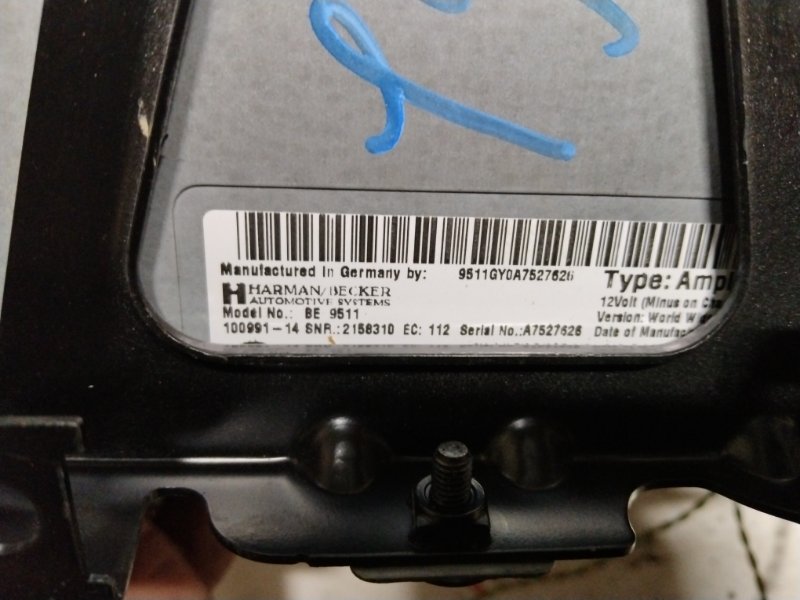 Manufactured in Germany by: 9511GY0A7527626
HARMAN/BECKER
AUTOMOTIVE SYSTEMS
Model No.: BE 9511
100991-14 SNR.:2158310 EC: 112 Serial No.:A7527626
Type: Ampl
12Volt (Minus on Cha
Version: World
Date of Manufac